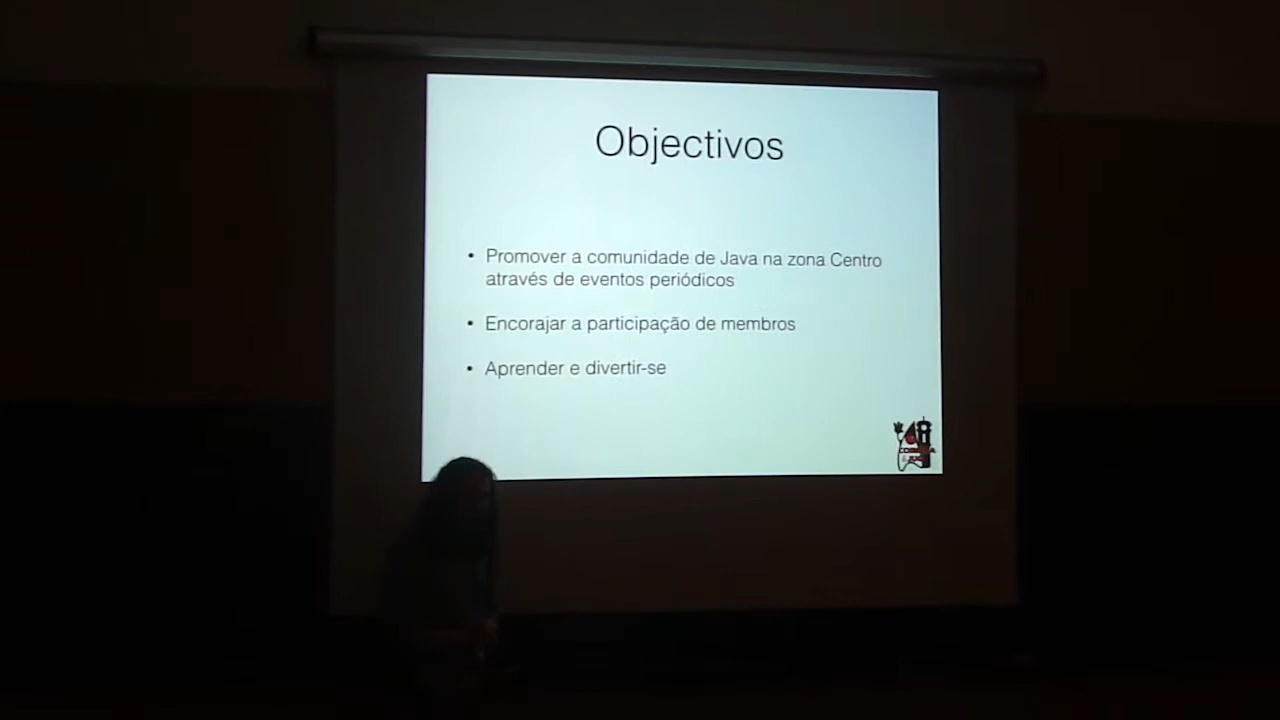 Objectivos
• Promover a comunidade de Java na zona Centro
através de eventos periódicos
• Encorajar a participação de membros
• Aprender e divertir-se